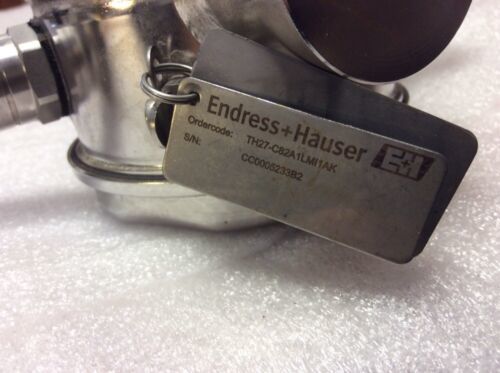 Endress+Hauser
E+H
Ordercode: TH27-C82A1LMI1AK
S/N: CC0005233B2